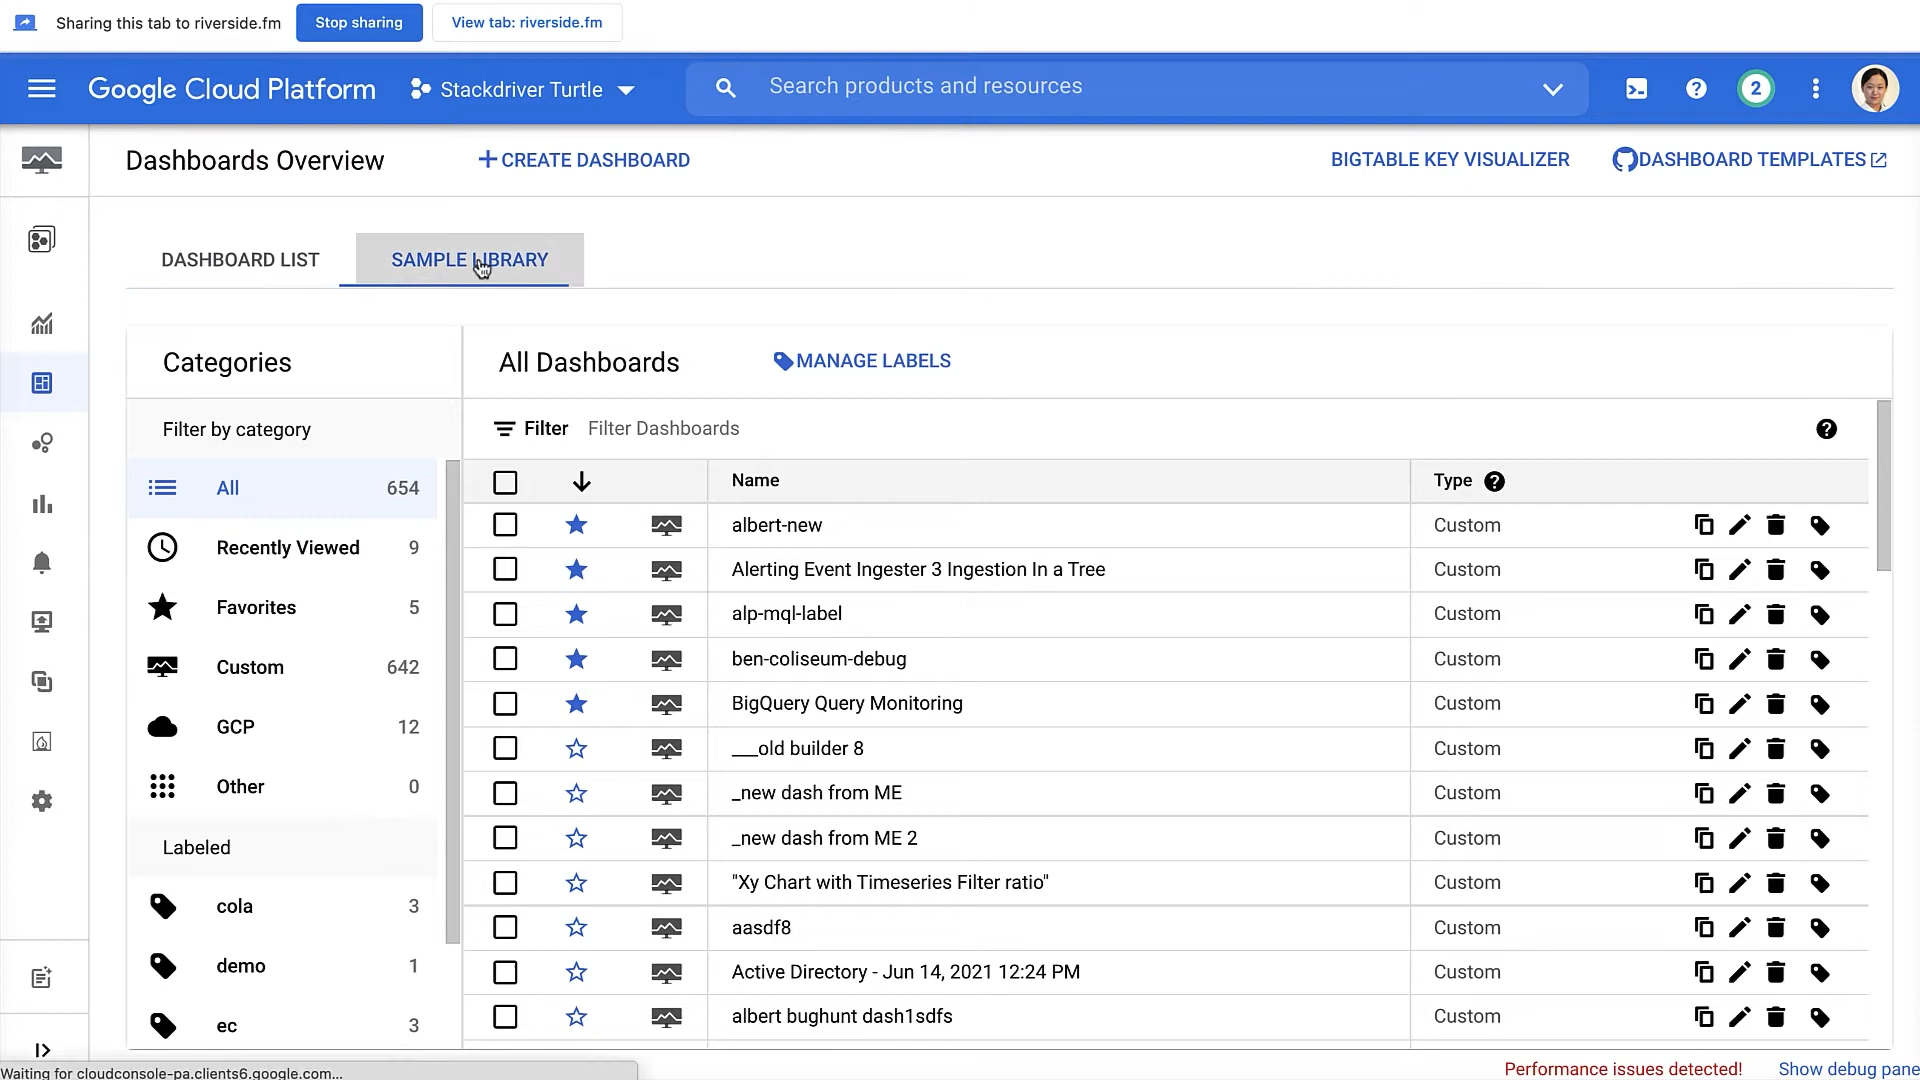 Sharing this tab to riverside.fm Stop sharing View tab: riverside.fm
Google Cloud Platform Stackdriver Turtle Search products and resources 2
Dashboards Overview CREATE DASHBOARD BIGTABLE KEY VISUALIZER DASHBOARD TEMPLATES
DASHBOARD LIST SAMPLE LIBRARY
Categories All Dashboards MANAGE LABELS
Filter by category Filter Filter Dashboards
All 654
Recently Viewed 9
Favorites 5
Custom 642
GCP 12
Other 0
Labeled
cola 3
demo 1
ec 3
Name Type
albert-new Custom
Alerting Event Ingester 3 Ingestion In a Tree Custom
alp-mql-label Custom
ben-coliseum-debug Custom
BigQuery Query Monitoring Custom
___old builder 8 Custom
_new dash from ME Custom
_new dash from ME 2 Custom
"Xy Chart with Timeseries Filter ratio" Custom
aasdf8 Custom
Active Directory - Jun 14, 2021 12:24 PM Custom
albert bughunt dash1sdfs Custom
Waiting for cloudconsole-pa.clients6.google.com... Performance issues detected! Show debug pane